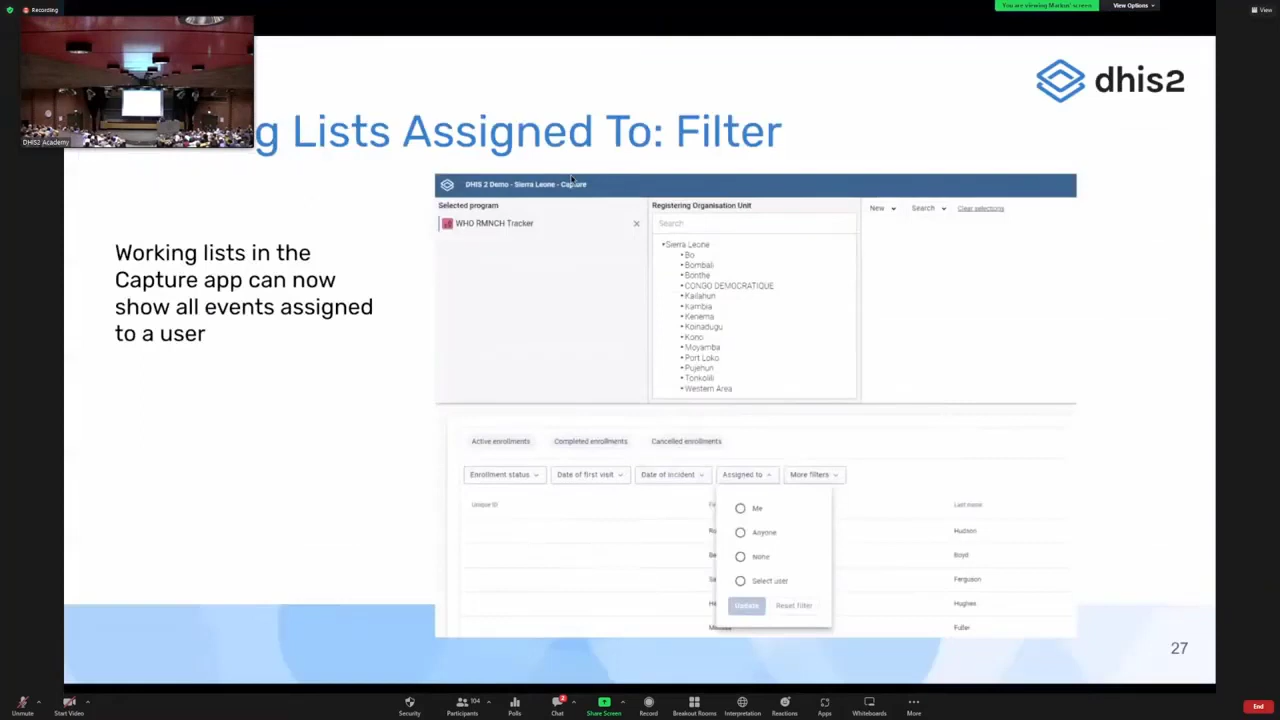 Recording
You are viewing Markus' screen
View Options
View
DHIS2 Academy
dhis2
g Lists Assigned To: Filter
Working lists in the
Capture app can now
show all events assigned
to a user
DHIS 2 Demo - Sierra Leone - Capture
Selected program
WHO RMNCH Tracker
Registering Organisation Unit
Search
Sierra Leone
Bo
Bombali
Bonthe
CONGO DEMOCRATIQUE
Kailahun
Kambia
Kenema
Koinadugu
Kono
Moyamba
Port Loko
Pujehun
Tonkolili
Western Area
New
Search
Clear selections
Active enrollments
Completed enrollments
Cancelled enrollments
Enrollment status
Date of first visit
Date of incident
Assigned to
More filters
Unique ID
Last name
Me
Anyone
None
Select user
Update
Reset filter
Hudson
Boyd
Ferguson
Hughes
Fuller
27
Unmute
Start Video
Security
Participants
104
Polls
Chat
2
Share Screen
Record
Breakout Rooms
Interpretation
Reactions
Apps
Whiteboards
More
End